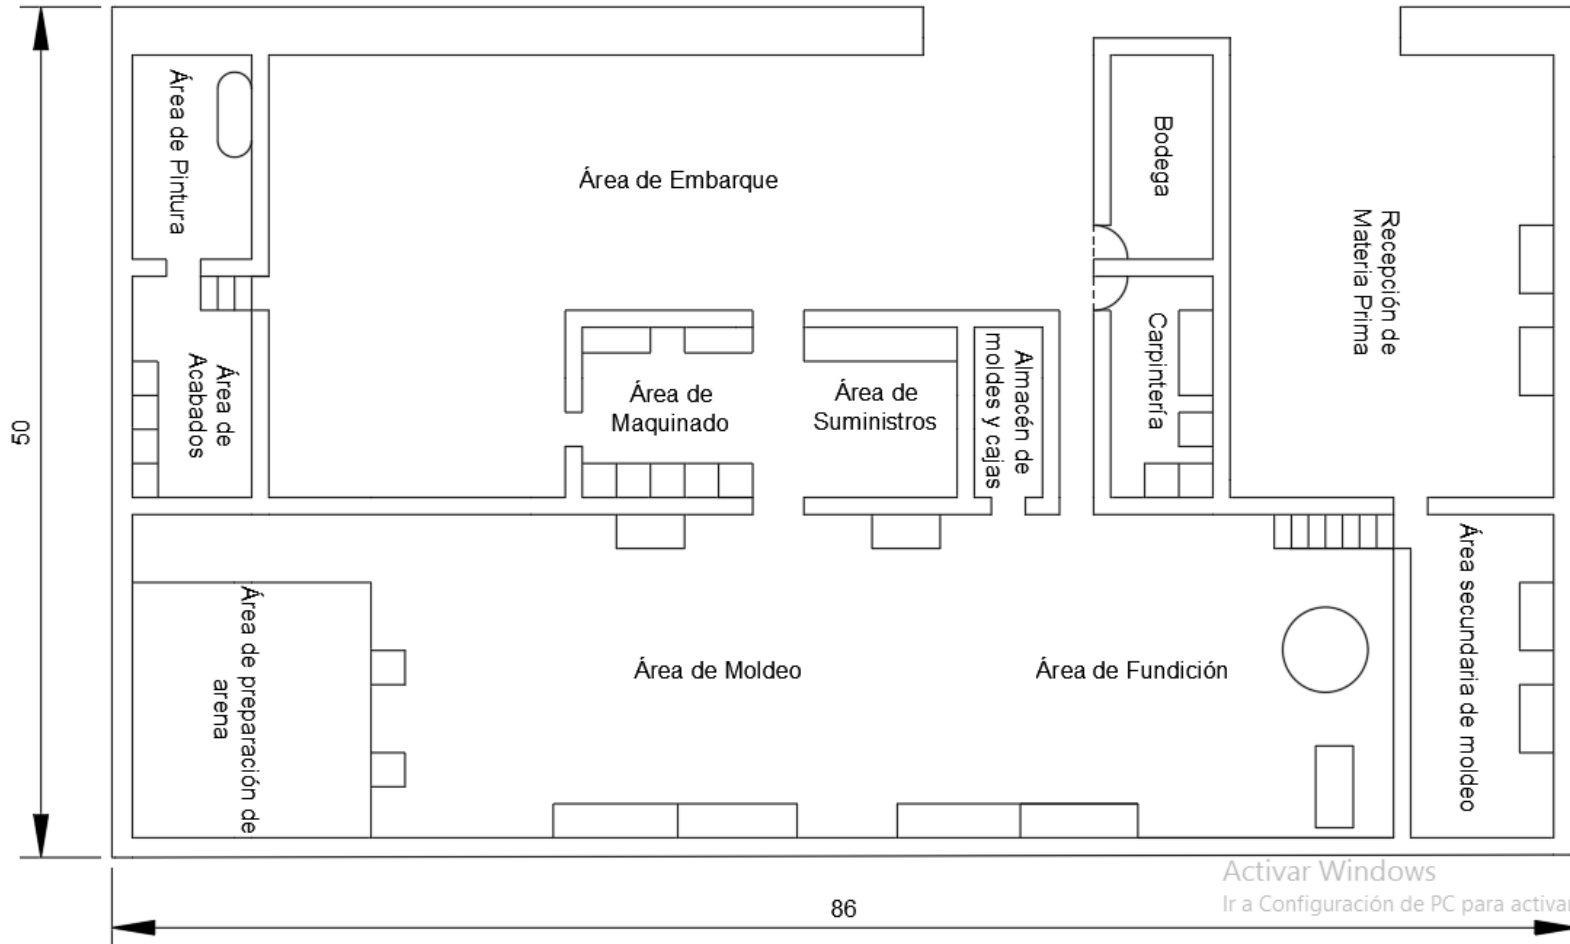 Área de Pintura
Área de Embarque
Bodega
Recepción de
Materia Prima
Área de
Acabados
Área de
Maquinado
Área de
Suministros
Almacén de
moldes y cajas
Carpintería
50
Área de preparación de
arena
Área de Moldeo
Área de Fundición
Área secundaria de moldeo
86
Activar Windows
Ir a Configuración de PC para activar